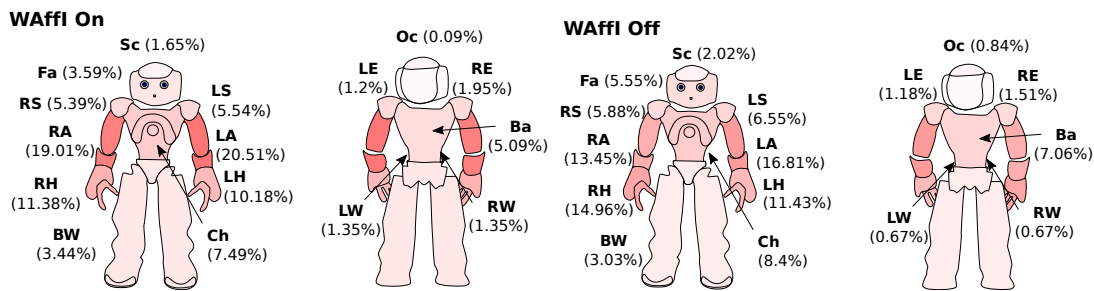 WAffI On
Sc (1.65%)
Fa (3.59%)
RS (5.39%)
LS
(5.54%)
RA
(19.01%)
LA
(20.51%)
RH
(11.38%)
LH
(10.18%)
BW
(3.44%)
Ch
(7.49%)
Oc (0.09%)
LE
(1.2%)
RE
(1.95%)
Ba
(5.09%)
LW
(1.35%)
RW
(1.35%)
WAffI Off
Sc (2.02%)
Fa (5.55%)
RS (5.88%)
LS
(6.55%)
RA
(13.45%)
LA
(16.81%)
RH
(14.96%)
LH
(11.43%)
BW
(3.03%)
Ch
(8.4%)
Oc (0.84%)
LE
(1.18%)
RE
(1.51%)
Ba
(7.06%)
LW
(0.67%)
RW
(0.67%)